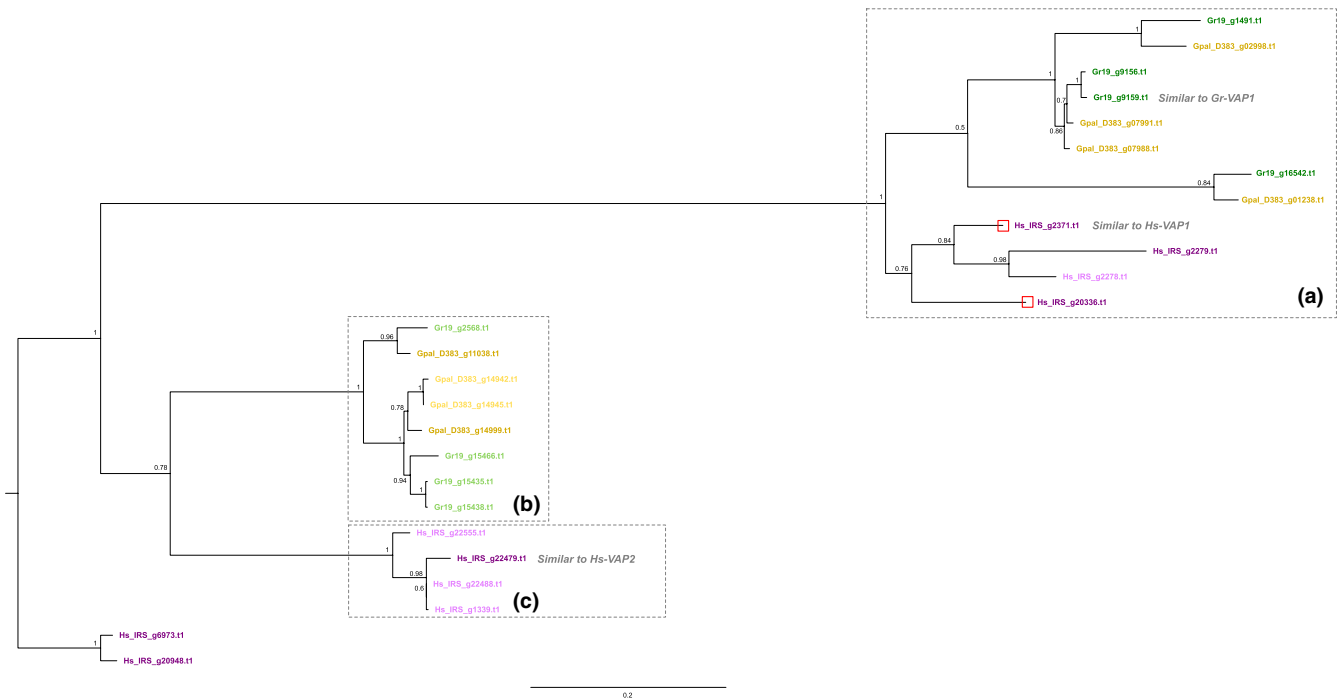 1
Gr19_g1491.t1
Gpal_D383_g02998.t1
1
Gr19_g9156.t1
1
0.7
Gr19_g9159.t1 Similar to Gr-VAP1
Gpal_D383_g07991.t1
0.5
0.86
Gpal_D383_g07988.t1
Gr19_g16542.t1
0.84
1
Gpal_D383_g01238.t1
Hs_IRS_g2371.t1 Similar to Hs-VAP1
0.84
Hs_IRS_g2279.t1
0.98
0.76
Hs_IRS_g2278.t1
(a)
Hs_IRS_g20336.t1
Gr19_g2568.t1
1
0.96
Gpal_D383_g11038.t1
Gpal_D383_g14942.t1
1
1
Gpal_D383_g14945.t1
0.78
Gpal_D383_g14999.t1
1
Gr19_g15466.t1
0.78
0.94
Gr19_g15435.t1
1
(b)
Gr19_g15438.t1
Hs_IRS_g22555.t1
1
Hs_IRS_g22479.t1 Similar to Hs-VAP2
0.98
Hs_IRS_g22488.t1
0.6
(c)
Hs_IRS_g1339.t1
Hs_IRS_g6973.t1
1
Hs_IRS_g20948.t1
0.2